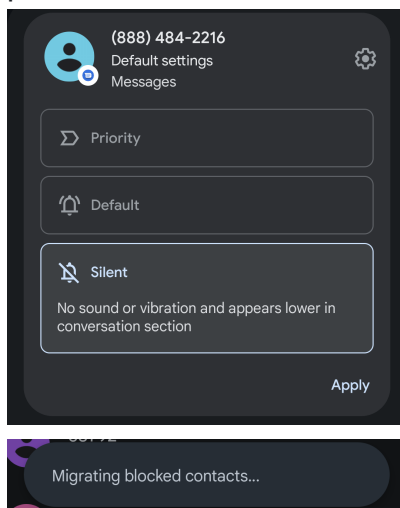 (888) 484-2216
Default settings
Messages
Priority
Default
Silent
No sound or vibration and appears lower in
conversation section
Apply
Migrating blocked contacts...